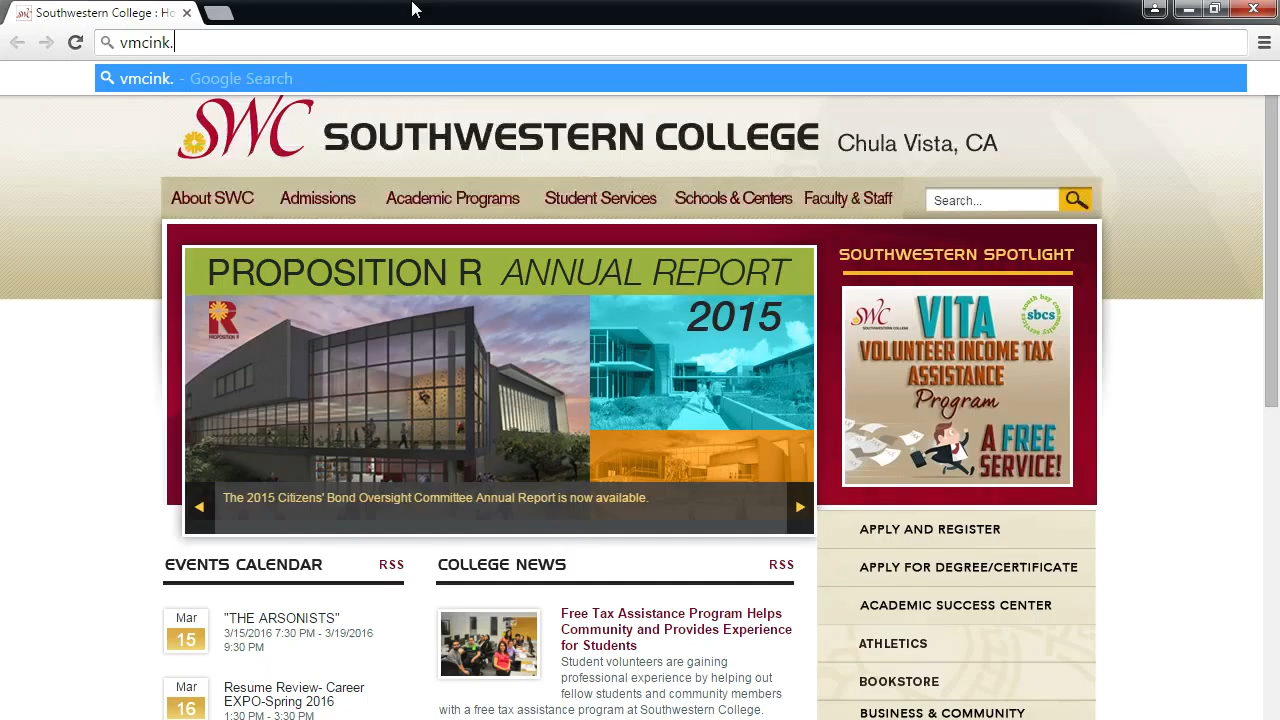 Southwestern College : Ho
vmcink.
vmcink. - Google Search
SWC SOUTHWESTERN COLLEGE Chula Vista, CA
About SWC Admissions Academic Programs Student Services Schools & Centers Faculty & Staff Search...
PROPOSITION R ANNUAL REPORT
2015
R
PROPOSITION R
The 2015 Citizens' Bond Oversight Committee Annual Report is now available.
SOUTHWESTERN SPOTLIGHT
SWC
SOUTHWESTERN COLLEGE
south bay community services
sbcs
VITA
VOLUNTEER INCOME TAX
ASSISTANCE
Program
A FREE
SERVICE!
APPLY AND REGISTER
APPLY FOR DEGREE/CERTIFICATE
ACADEMIC SUCCESS CENTER
ATHLETICS
BOOKSTORE
BUSINESS & COMMUNITY
EVENTS CALENDAR RSS
Mar
15
"THE ARSONISTS"
3/15/2016 7:30 PM - 3/19/2016
9:30 PM
Mar
16
Resume Review- Career
EXPO-Spring 2016
1:30 PM - 3:30 PM
COLLEGE NEWS RSS
Free Tax Assistance Program Helps
Community and Provides Experience
for Students
Student volunteers are gaining
professional experience by helping out
fellow students and community members
with a free tax assistance program at Southwestern College.